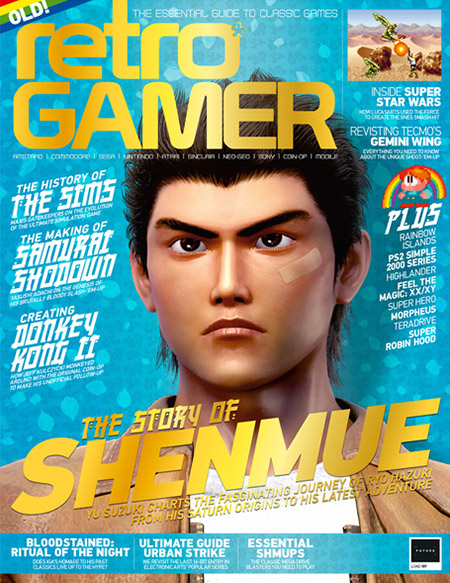 OLD!
THE ESSENTIAL GUIDE TO CLASSIC GAMES
retro
GAMER
AMSTRAD | COMMODORE | SEGA | NINTENDO | ATARI | SINCLAIR | NEO-GEO | SONY | COIN-OP | MOBILE
INSIDE SUPER
STAR WARS
HOW LUCASARTS USED THE FORCE
TO CREATE THE SNES SMASH HIT
REVISTING TECMO'S
GEMINI WING
EVERYTHING YOU NEED TO KNOW
ABOUT THE UNIQUE SHOOT-'EM-UP
THE HISTORY OF
THE SIMS
MAXIS GATEKEEPERS ON THE EVOLUTION
OF THE ULTIMATE SIMULATION GAME
THE MAKING OF
SAMURAI
SHODOWN
YASUSHI ADACHI ON THE GENESIS OF
HIS BRUTALLY BLOODY SLASH-'EM-UP
CREATING
DONKEY
KONG II
HOW JEFF KULCZYCKI MONKEYED
AROUND WITH THE ORIGINAL COIN-OP
TO MAKE HIS UNOFFICIAL FOLLOW-UP
PLUS
RAINBOW
ISLANDS
PS2 SIMPLE
2000 SERIES
HIGHLANDER
FEEL THE
MAGIC: XX/XY
SUPER HERO
MORPHEUS
TERADRIVE
SUPER
ROBIN HOOD
THE STORY OF:
SHENMUE
YU SUZUKI CHARTS THE FASCINATING JOURNEY OF RYO HAZUKI
FROM HIS SATURN ORIGINS TO HIS LATEST ADVENTURE
BLOODSTAINED:
RITUAL OF THE NIGHT
DOES IGA'S HOMAGE TO HIS PAST
CLASSICS LIVE UP TO THE HYPE?
ULTIMATE GUIDE
URBAN STRIKE
WE REVISIT THE LAST 16-BIT ENTRY IN
ELECTRONIC ARTS' POPULAR SERIES
ESSENTIAL
SHMUPS
THE CLASSIC MEGA DRIVE
BLASTERS YOU NEED TO PLAY
FUTURE